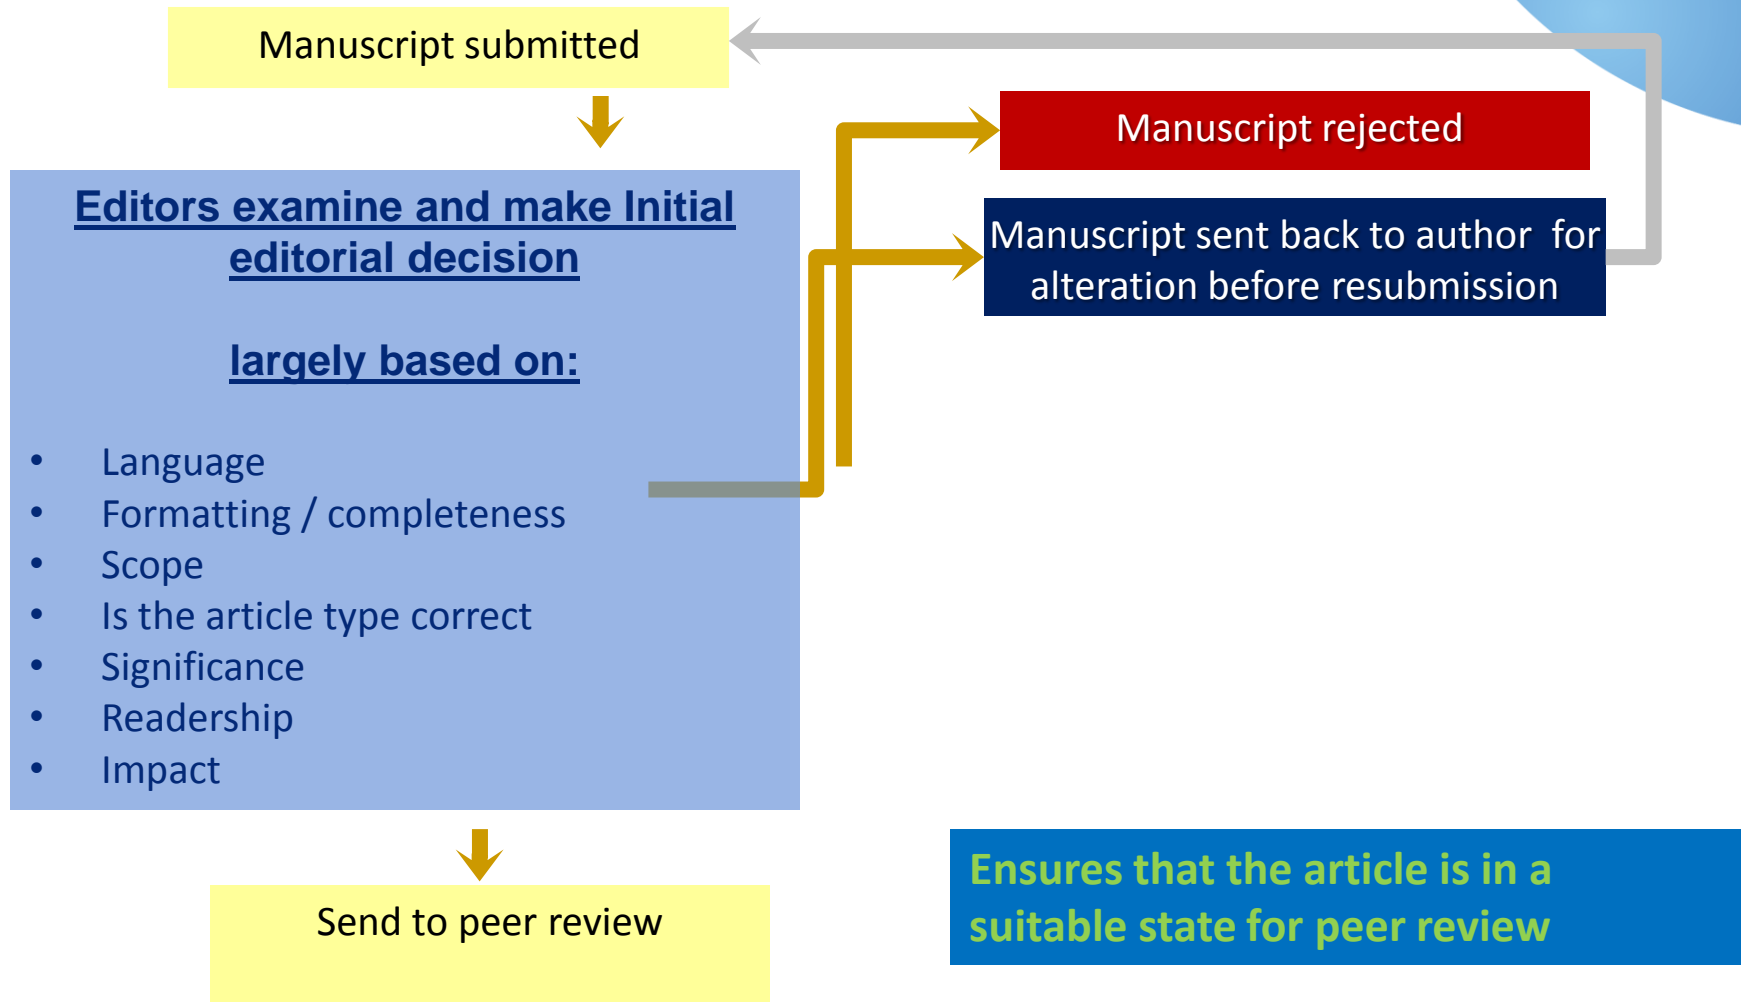 Manuscript submitted
Manuscript rejected
Manuscript sent back to author for
alteration before resubmission
Editors examine and make Initial
editorial decision
largely based on:
• Language
• Formatting / completeness
• Scope
• Is the article type correct
• Significance
• Readership
• Impact
Send to peer review
Ensures that the article is in a
suitable state for peer review